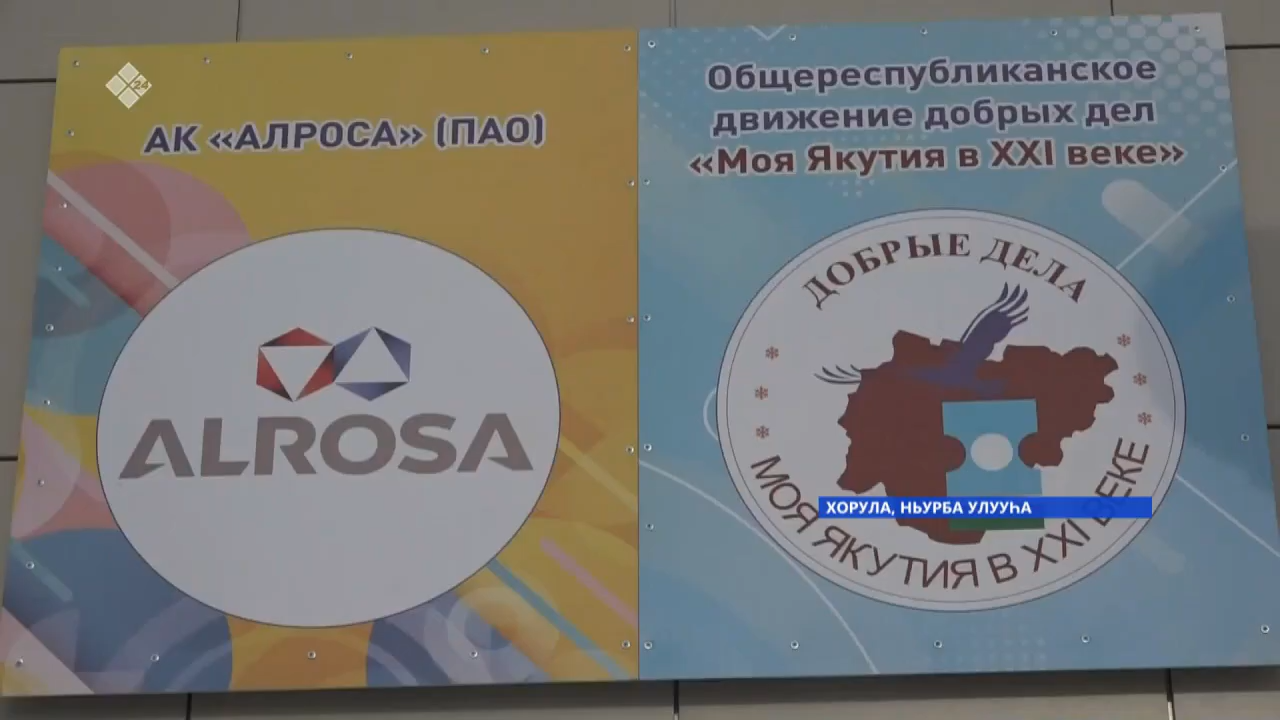 24
АК «АЛРОСА» (ПАО)
ALROSA
Общереспубликанское
движение добрых дел
«Моя Якутия в XXI веке»
ДОБРЫЕ ДЕЛА
МОЯ ЯКУТИЯ В XXI ВЕКЕ
ХОРУЛА, НЬУРБА УЛУУҺА